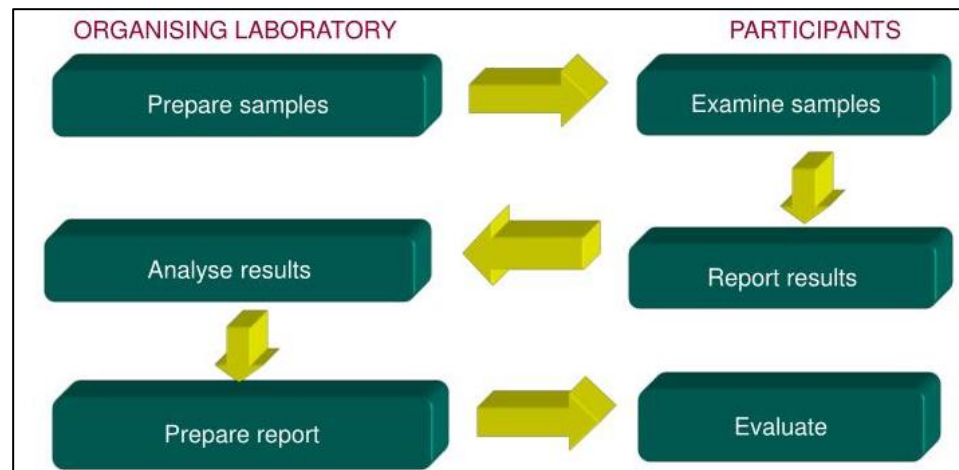 ORGANISING LABORATORY
PARTICIPANTS
Prepare samples
Examine samples
Analyse results
Report results
Prepare report
Evaluate